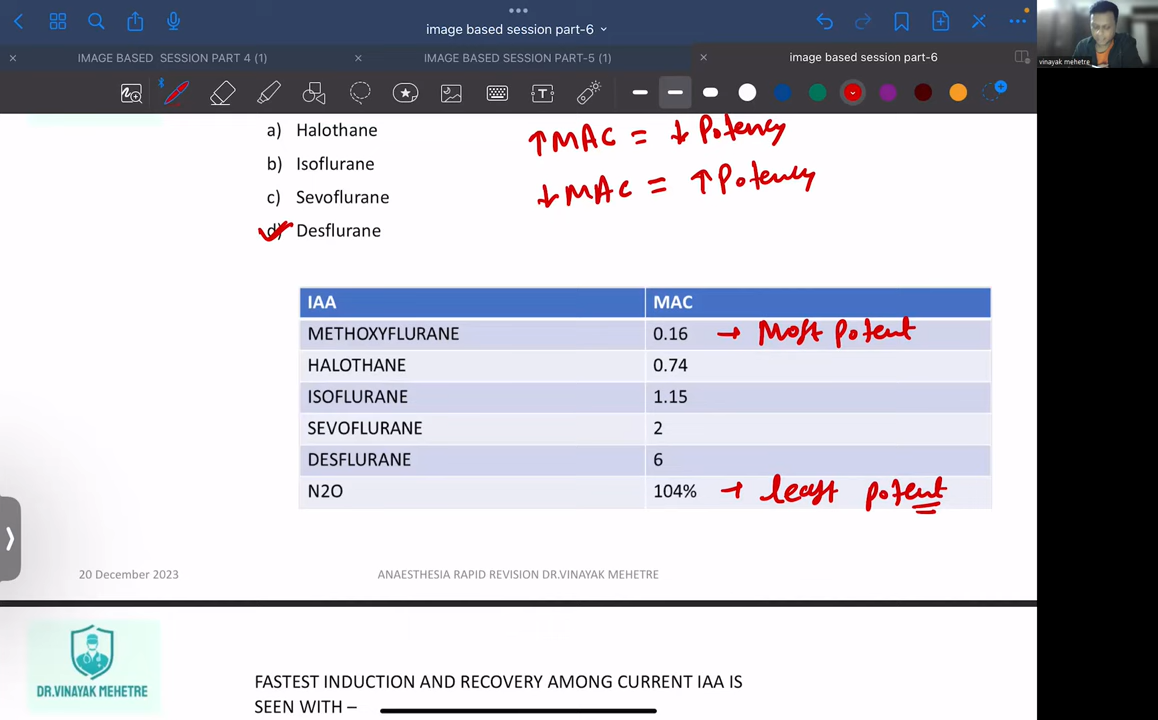 image based session part-6
IMAGE BASED SESSION PART 4 (1)
IMAGE BASED SESSION PART-5 (1)
image based session part-6
vinayak mehetre
a) Halothane
b) Isoflurane
c) Sevoflurane
d) Desflurane
↑MAC = ↓ Potency
↓MAC = ↑ Potency
IAA MAC
METHOXYFLURANE 0.16 → Most potent
HALOTHANE 0.74
ISOFLURANE 1.15
SEVOFLURANE 2
DESFLURANE 6
N2O 104% → least potent
20 December 2023 ANAESTHESIA RAPID REVISION DR.VINAYAK MEHETRE
DR.VINAYAK MEHETRE
FASTEST INDUCTION AND RECOVERY AMONG CURRENT IAA IS
SEEN WITH –